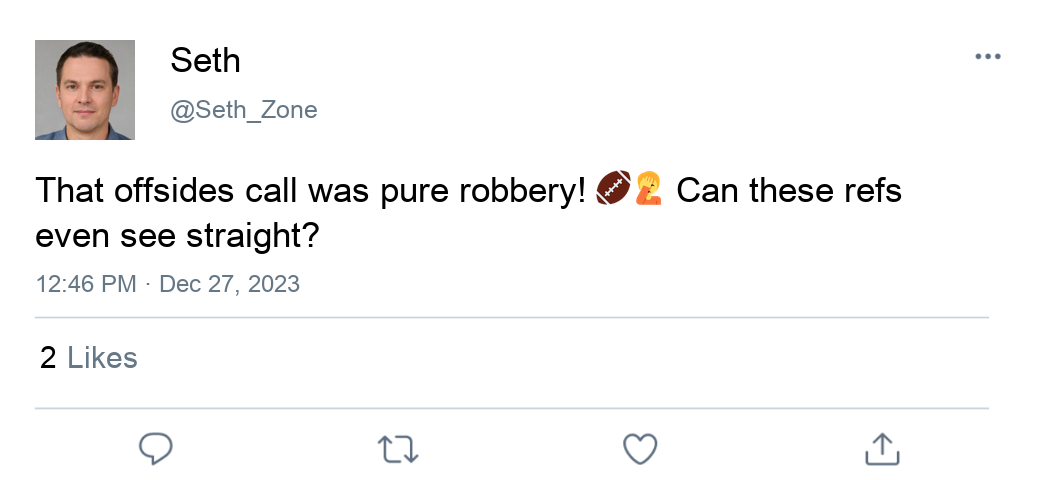 Seth
@Seth_Zone
That offsides call was pure robbery! 🏈🤦 Can these refs
even see straight?
12:46 PM · Dec 27, 2023
2 Likes